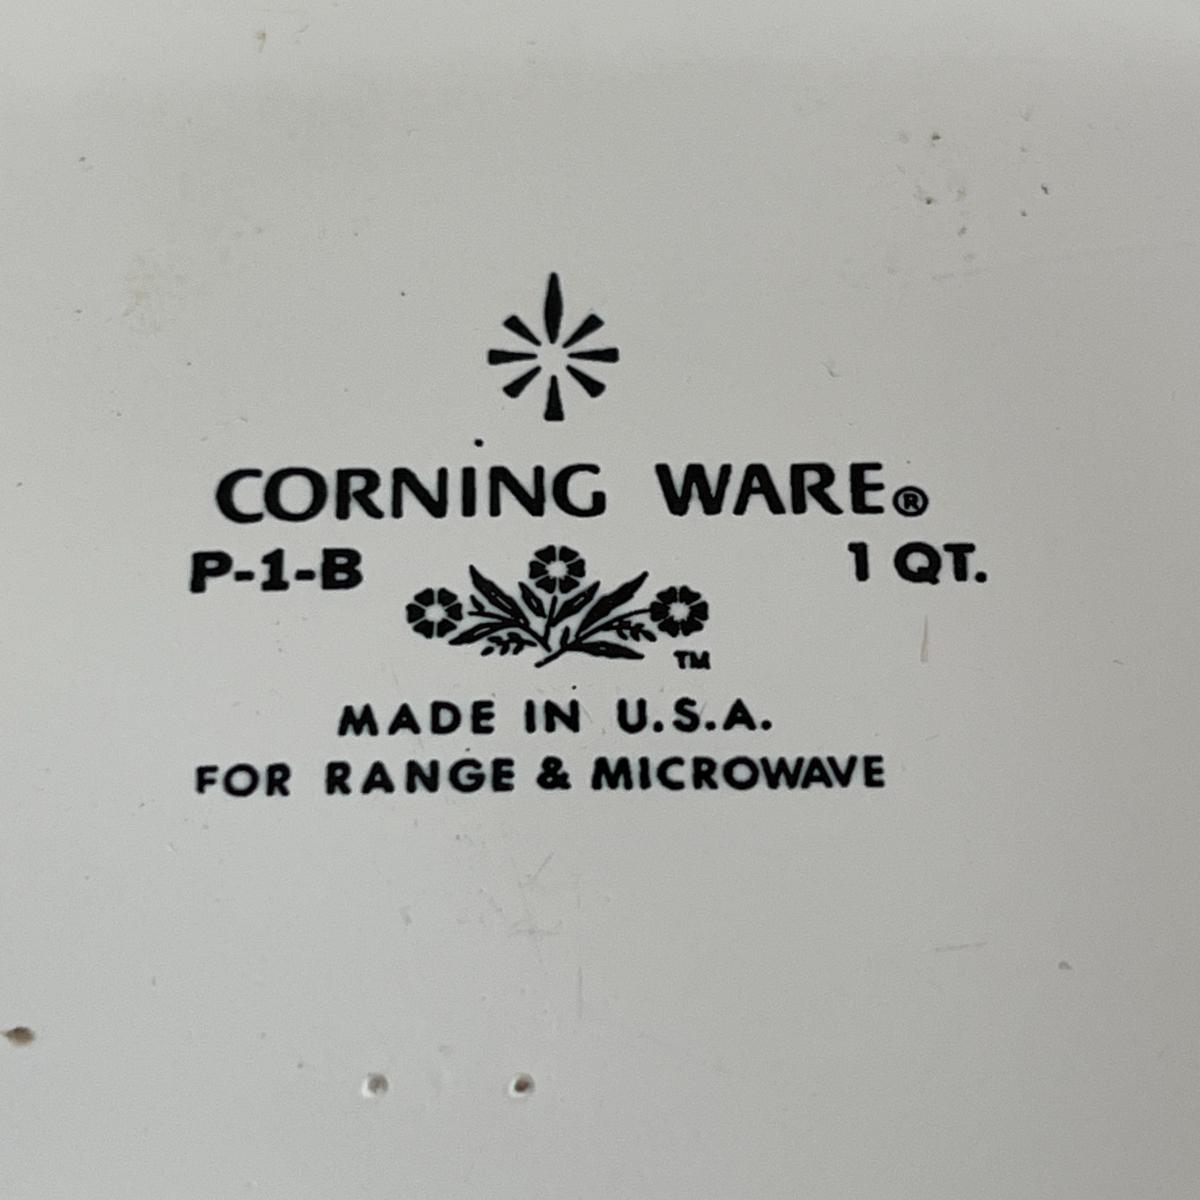 CORNING WARE®
P-1-B 1 QT.
TM
MADE IN U.S.A.
FOR RANGE & MICROWAVE